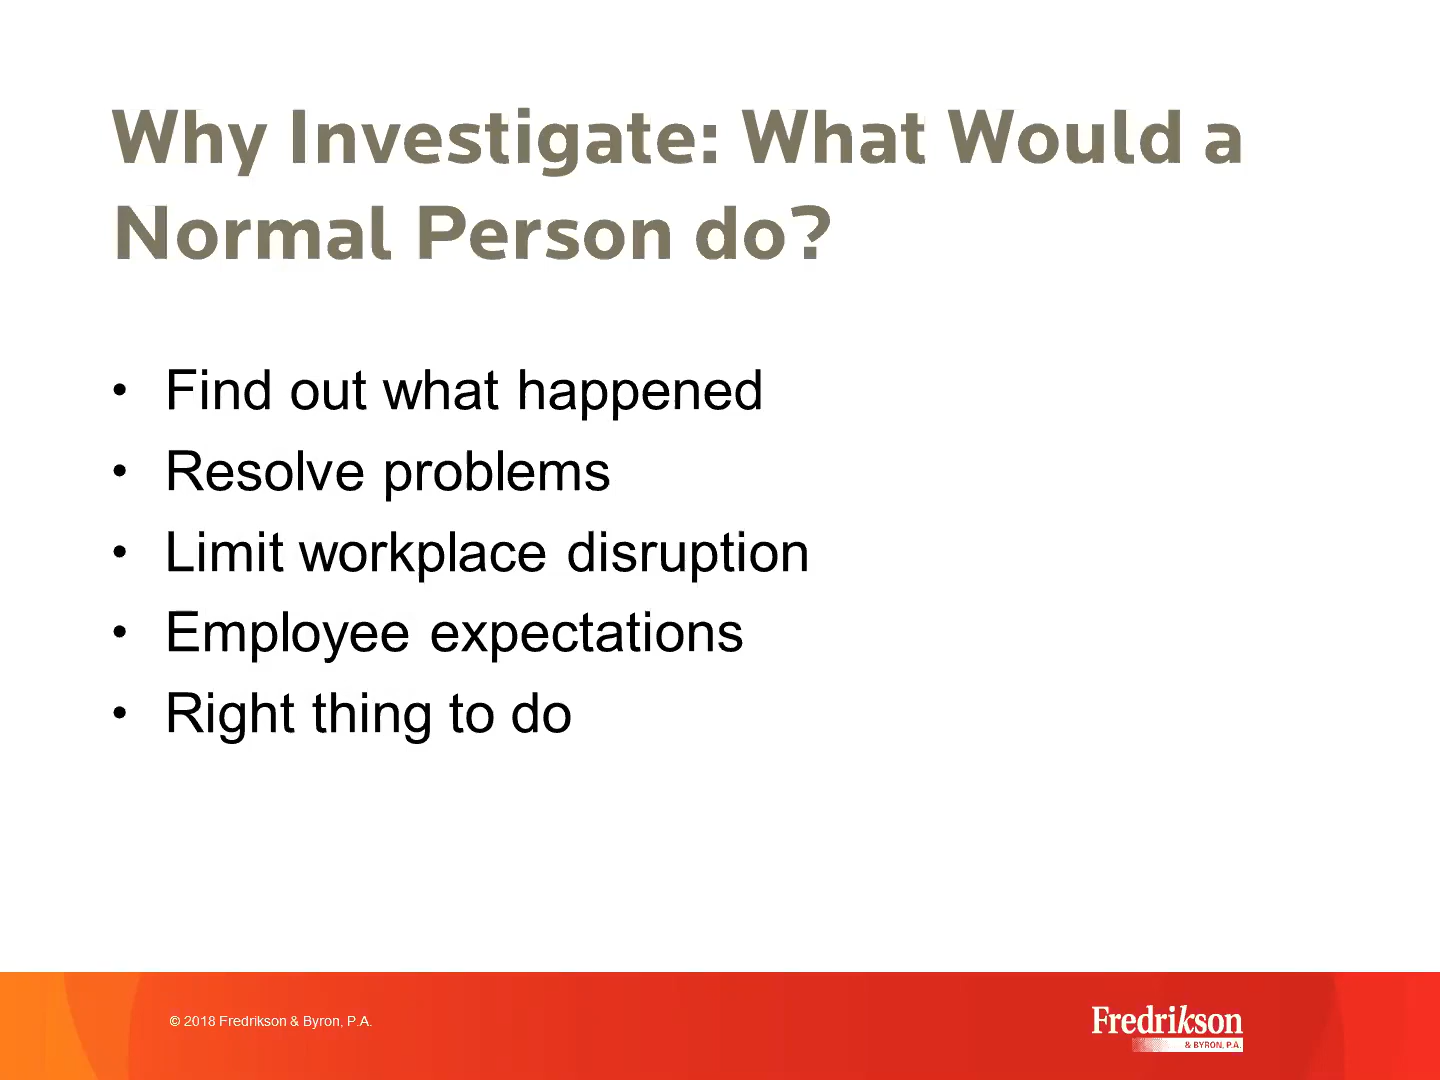 Why Investigate: What Would a
Normal Person do?
• Find out what happened
• Resolve problems
• Limit workplace disruption
• Employee expectations
• Right thing to do
© 2018 Fredrikson & Byron, P.A.
Fredrikson
& BYRON, P.A.